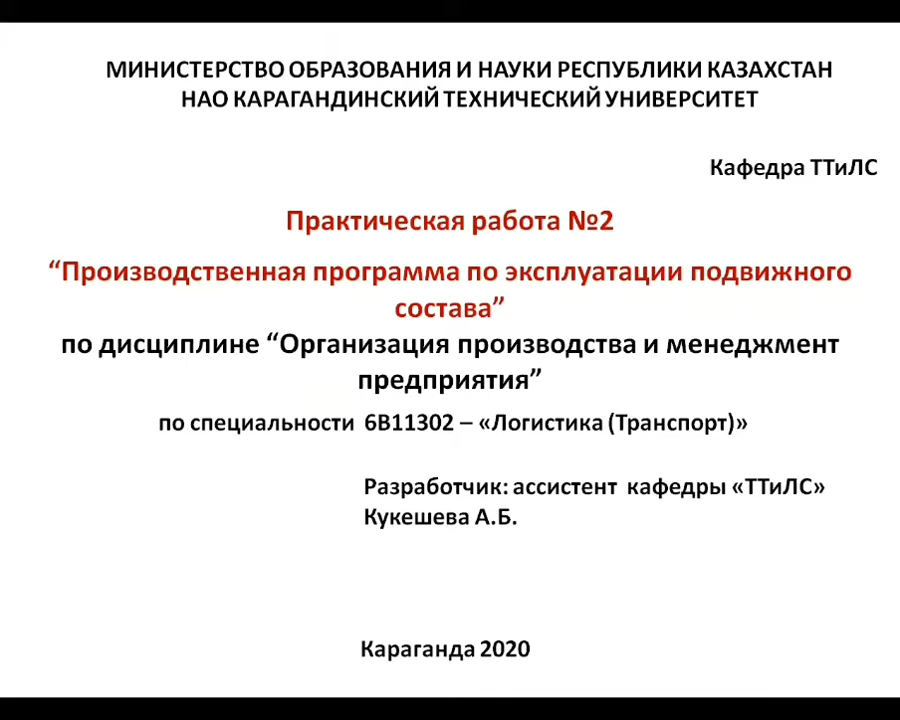 МИНИСТЕРСТВО ОБРАЗОВАНИЯ И НАУКИ РЕСПУБЛИКИ КАЗАХСТАН
НАО КАРАГАНДИНСКИЙ ТЕХНИЧЕСКИЙ УНИВЕРСИТЕТ
Кафедра ТТиЛС
Практическая работа №2
“Производственная программа по эксплуатации подвижного
состава”
по дисциплине “Организация производства и менеджмент
предприятия”
по специальности 6В11302 – «Логистика (Транспорт)»
Разработчик: ассистент кафедры «ТТиЛС»
Кукешева А.Б.
Караганда 2020